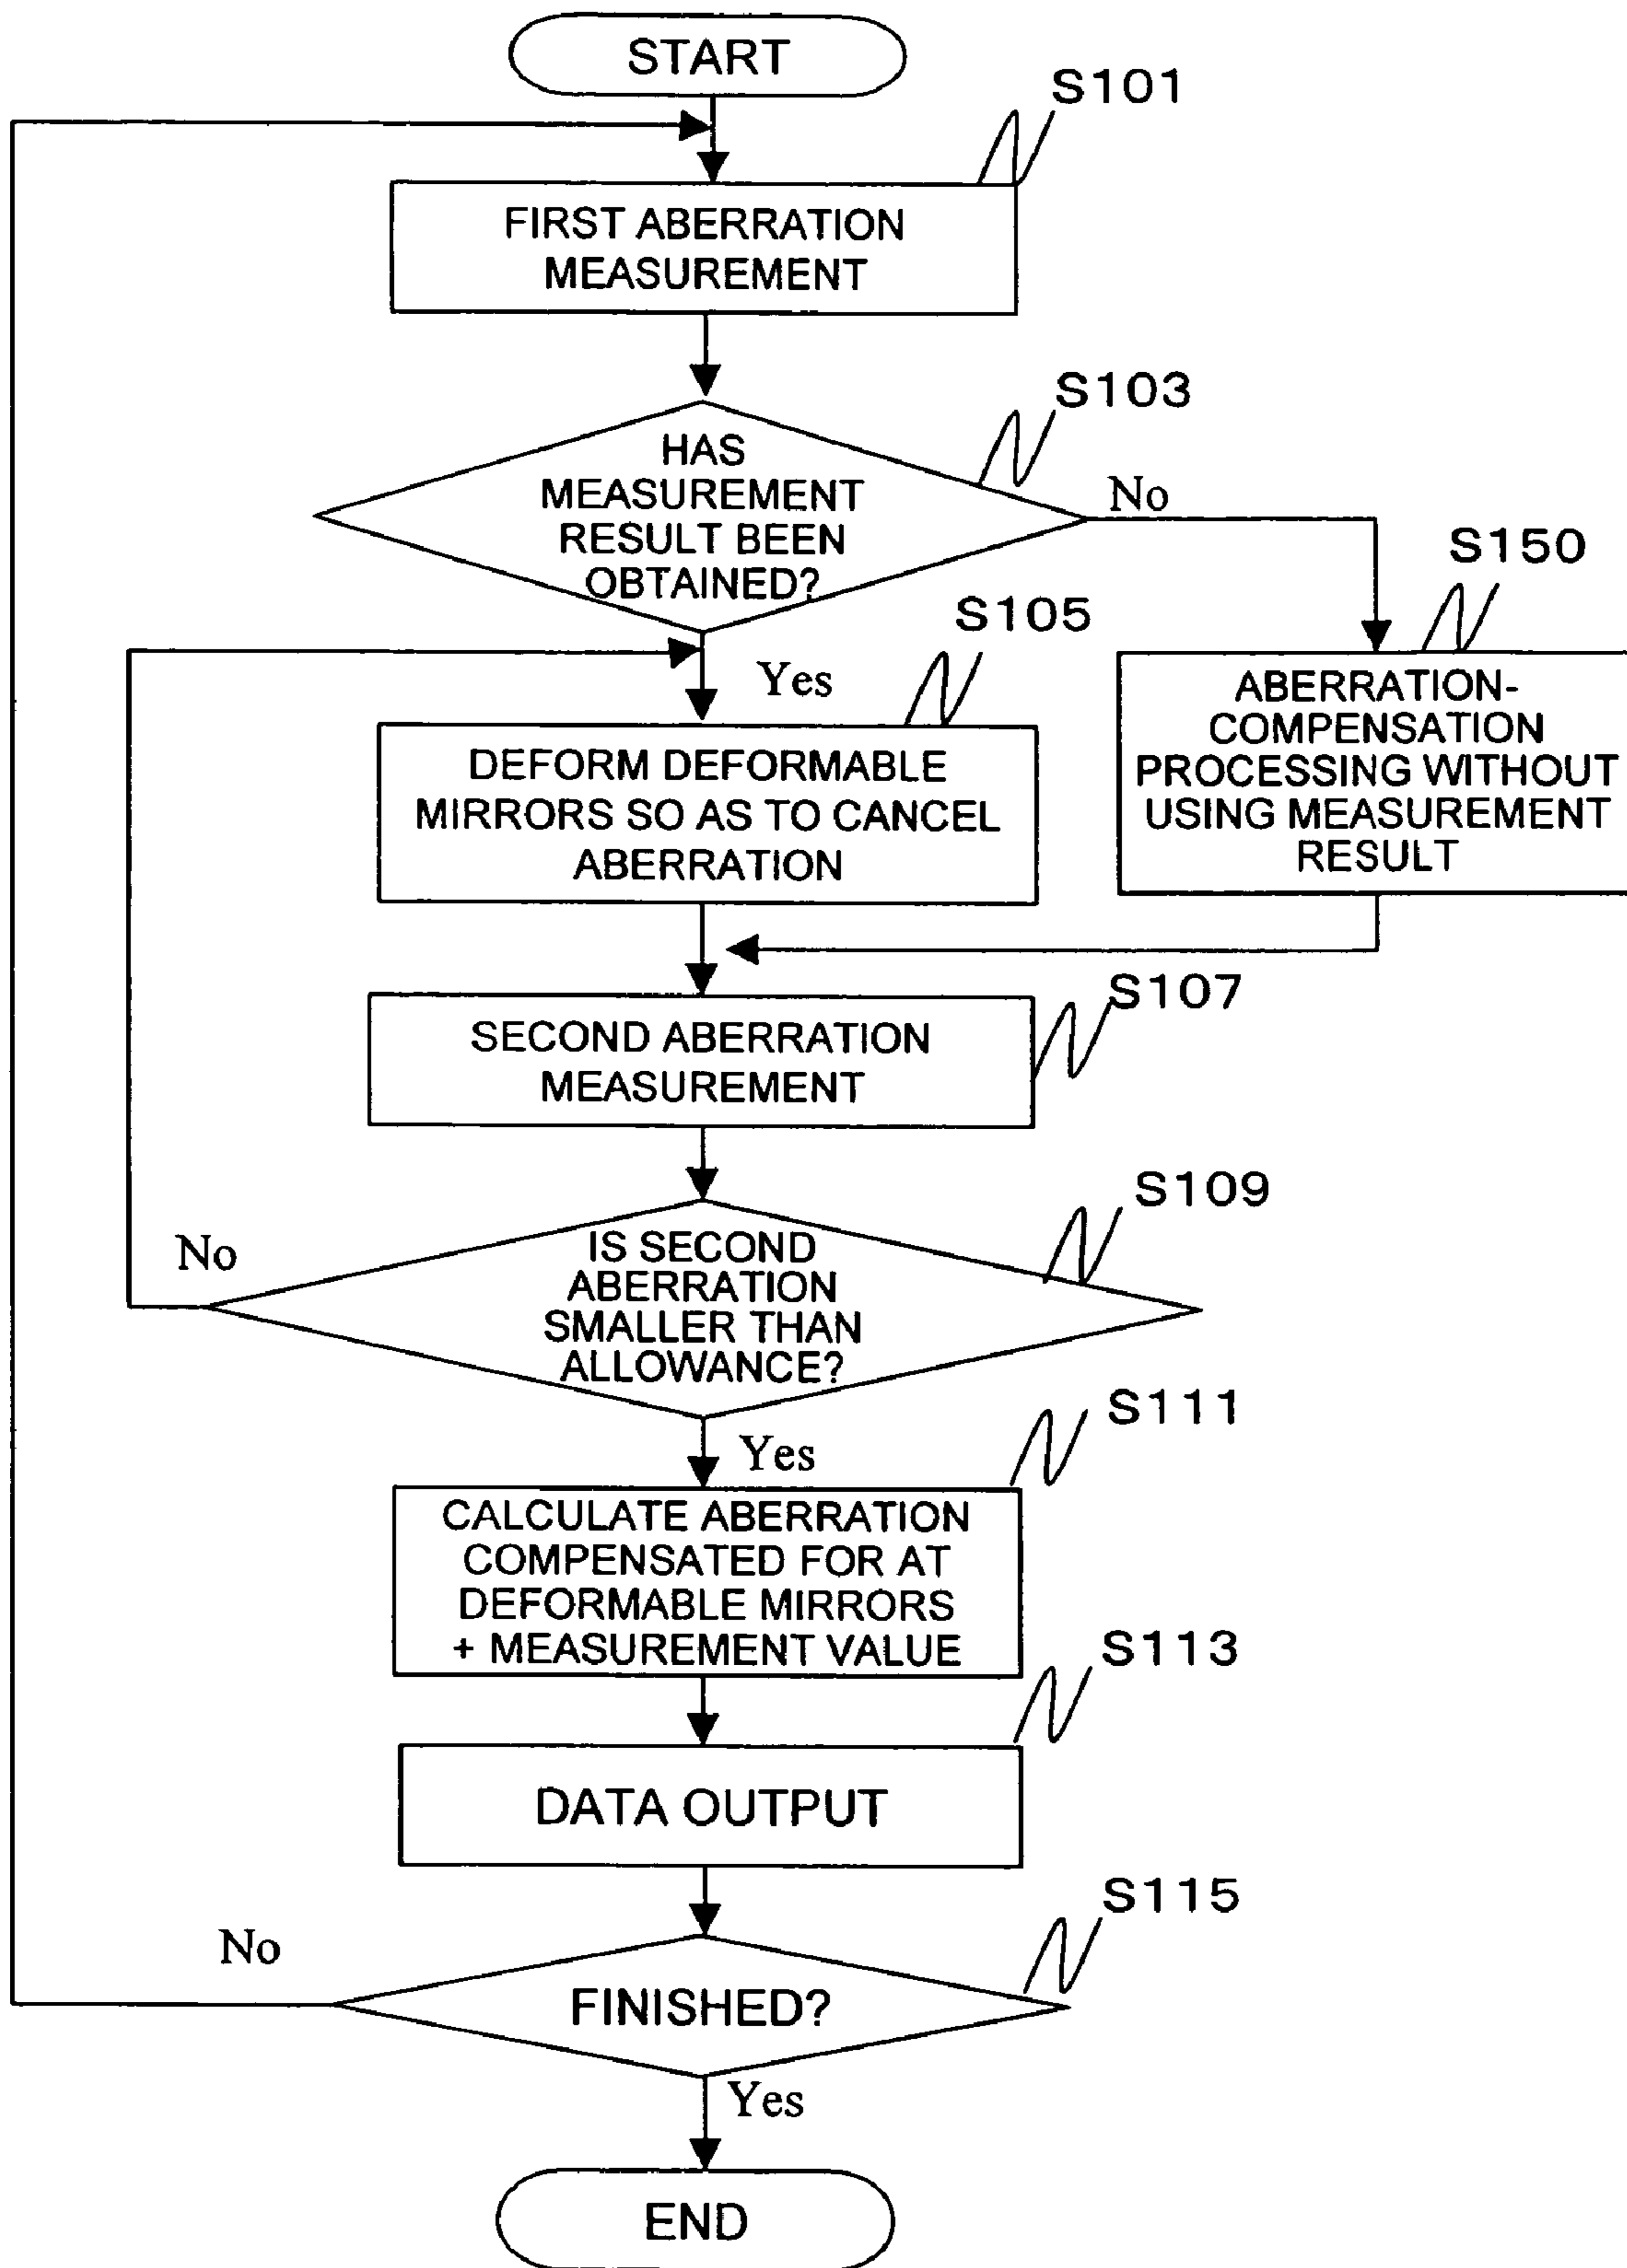 START
S101
FIRST ABERRATION
MEASUREMENT
S103
HAS
MEASUREMENT
RESULT BEEN
OBTAINED?
No
S150
ABERRATION-
COMPENSATION
PROCESSING WITHOUT
USING MEASUREMENT
RESULT
S105
Yes
DEFORM DEFORMABLE
MIRRORS SO AS TO CANCEL
ABERRATION
S107
SECOND ABERRATION
MEASUREMENT
S109
No
IS SECOND
ABERRATION
SMALLER THAN
ALLOWANCE?
S111
Yes
CALCULATE ABERRATION
COMPENSATED FOR AT
DEFORMABLE MIRRORS
+ MEASUREMENT VALUE
S113
DATA OUTPUT
S115
No
FINISHED?
Yes
END